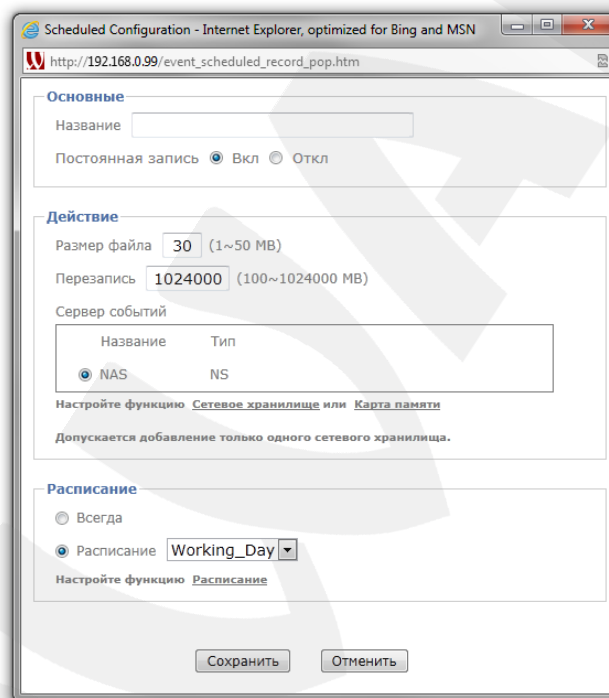 Scheduled Configuration - Internet Explorer, optimized for Bing and MSN
http://192.168.0.99/event_scheduled_record_pop.htm
Основные
Название
Постоянная запись Вкл Откл
Действие
Размер файла 30 (1~50 MB)
Перезапись 1024000 (100~1024000 MB)
Сервер событий
Название Тип
NAS NS
Настройте функцию Сетевое хранилище или Карта памяти
Допускается добавление только одного сетевого хранилища.
Расписание
Всегда
Расписание Working_Day
Настройте функцию Расписание
Сохранить Отменить